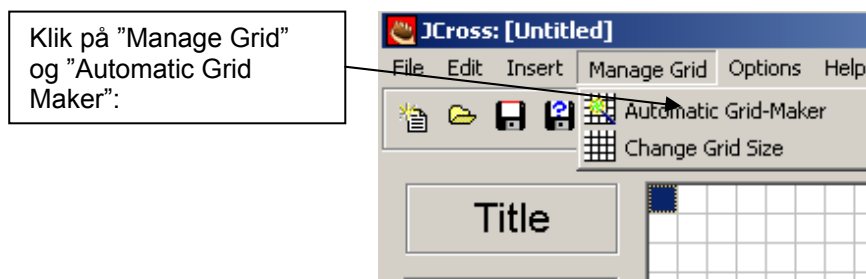 Klik på ”Manage Grid”
og ”Automatic Grid
Maker”:
JCross: [Untitled]
File Edit Insert Manage Grid Options Help
Automatic Grid-Maker
Change Grid Size
Title